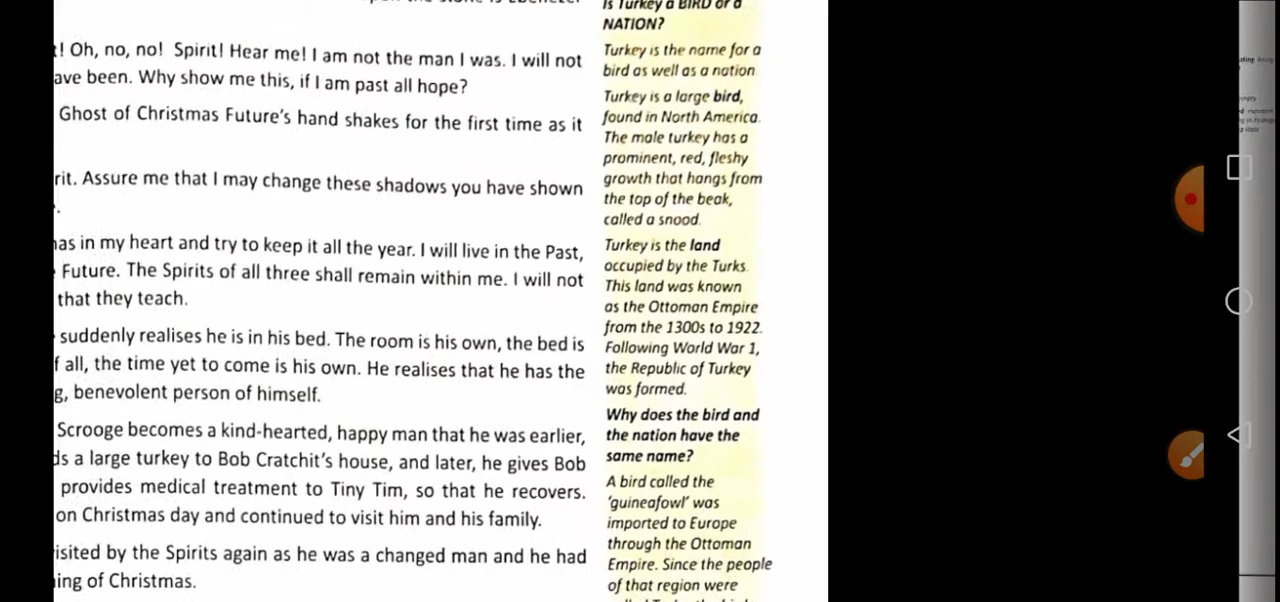 ! Oh, no, no! Spirit! Hear me! I am not the man I was. I will not
ave been. Why show me this, if I am past all hope?
Ghost of Christmas Future's hand shakes for the first time as it
rit. Assure me that I may change these shadows you have shown
as in my heart and try to keep it all the year. I will live in the Past,
Future. The Spirits of all three shall remain within me. I will not
that they teach.
suddenly realises he is in his bed. The room is his own, the bed is
f all, the time yet to come is his own. He realises that he has the
g, benevolent person of himself.
Scrooge becomes a kind-hearted, happy man that he was earlier,
ds a large turkey to Bob Cratchit's house, and later, he gives Bob
provides medical treatment to Tiny Tim, so that he recovers.
on Christmas day and continued to visit him and his family.
isited by the Spirits again as he was a changed man and he had
ing of Christmas.
Is Turkey a BIRD or a
NATION?
Turkey is the name for a
bird as well as a nation
Turkey is a large bird,
found in North America.
The male turkey has a
prominent, red, fleshy
growth that hangs from
the top of the beak,
called a snood.
Turkey is the land
occupied by the Turks.
This land was known
as the Ottoman Empire
from the 1300s to 1922.
Following World War 1,
the Republic of Turkey
was formed.
Why does the bird and
the nation have the
same name?
A bird called the
'guineafowl' was
imported to Europe
through the Ottoman
Empire. Since the people
of that region were